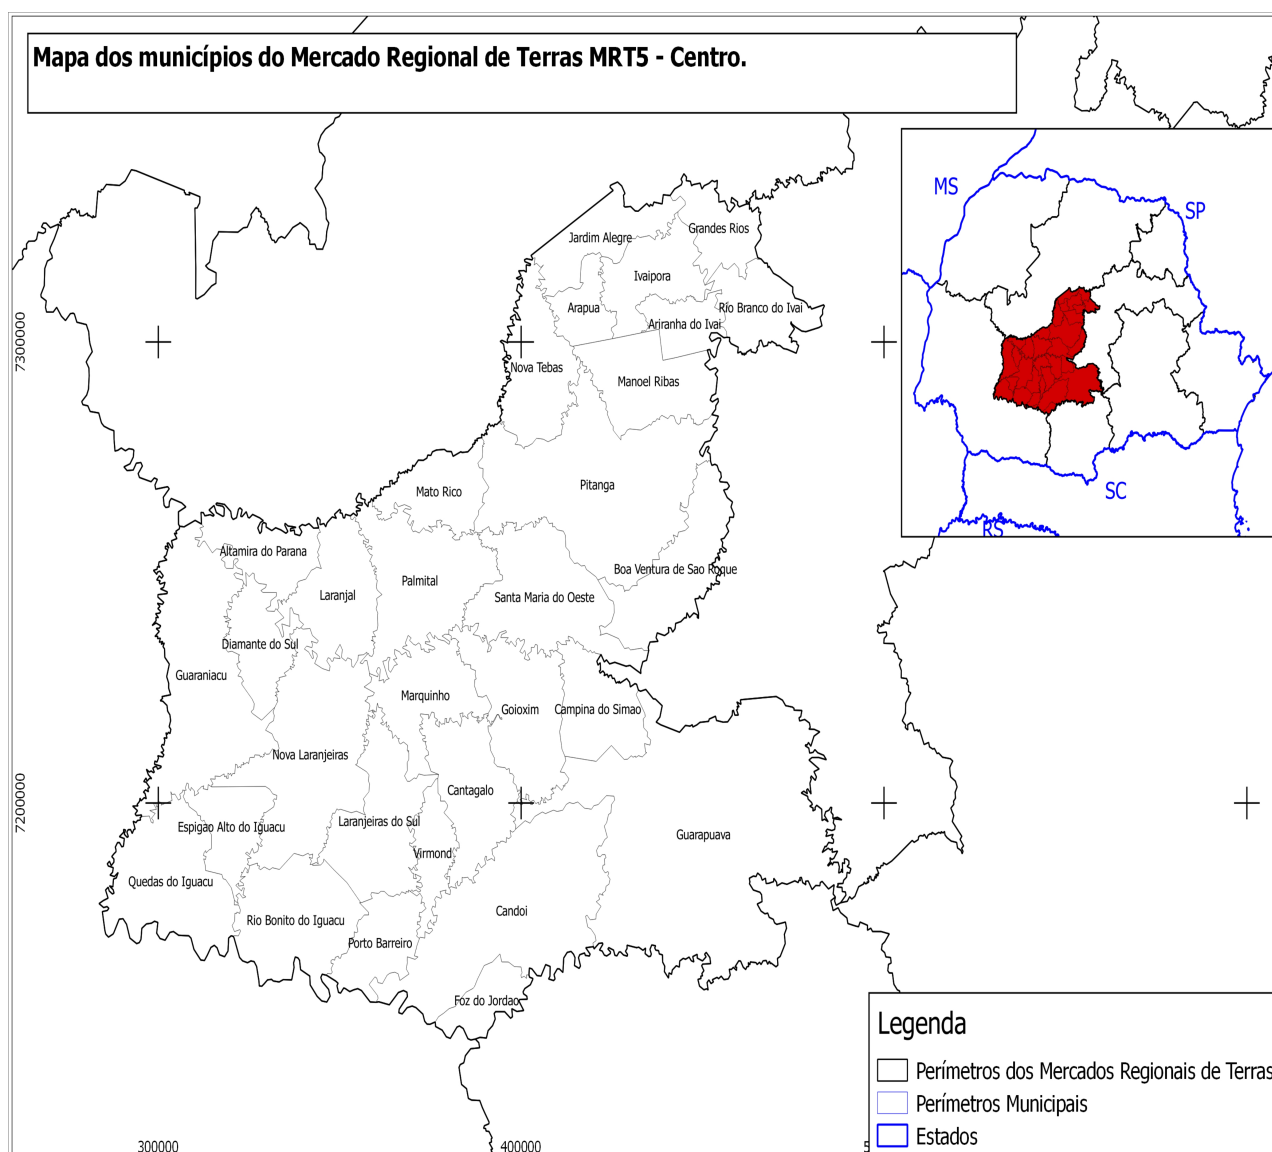 Mapa dos municípios do Mercado Regional de Terras MRT5 - Centro.
MS
SP
SC
RS
Grandes Rios
Jardim Alegre
Ivaipora
Arapua
Rio Branco do Ivai
Ariranha do Ivai
7300000
Nova Tebas
Manoel Ribas
Pitanga
Mato Rico
Altamira do Parana
Boa Ventura de Sao Roque
Palmital
Laranjal
Santa Maria do Oeste
Diamante do Sul
Guaraniacu
Marquinho
Goioxim
Campina do Simao
Nova Laranjeiras
7200000
Cantagalo
Laranjeiras do Sul
Espigao Alto do Iguacu
Guarapuava
Virmond
Quedas do Iguacu
Candoi
Rio Bonito do Iguacu
Porto Barreiro
Foz do Jordao
Legenda
Perímetros dos Mercados Regionais de Terras
Perímetros Municipais
Estados
300000
400000